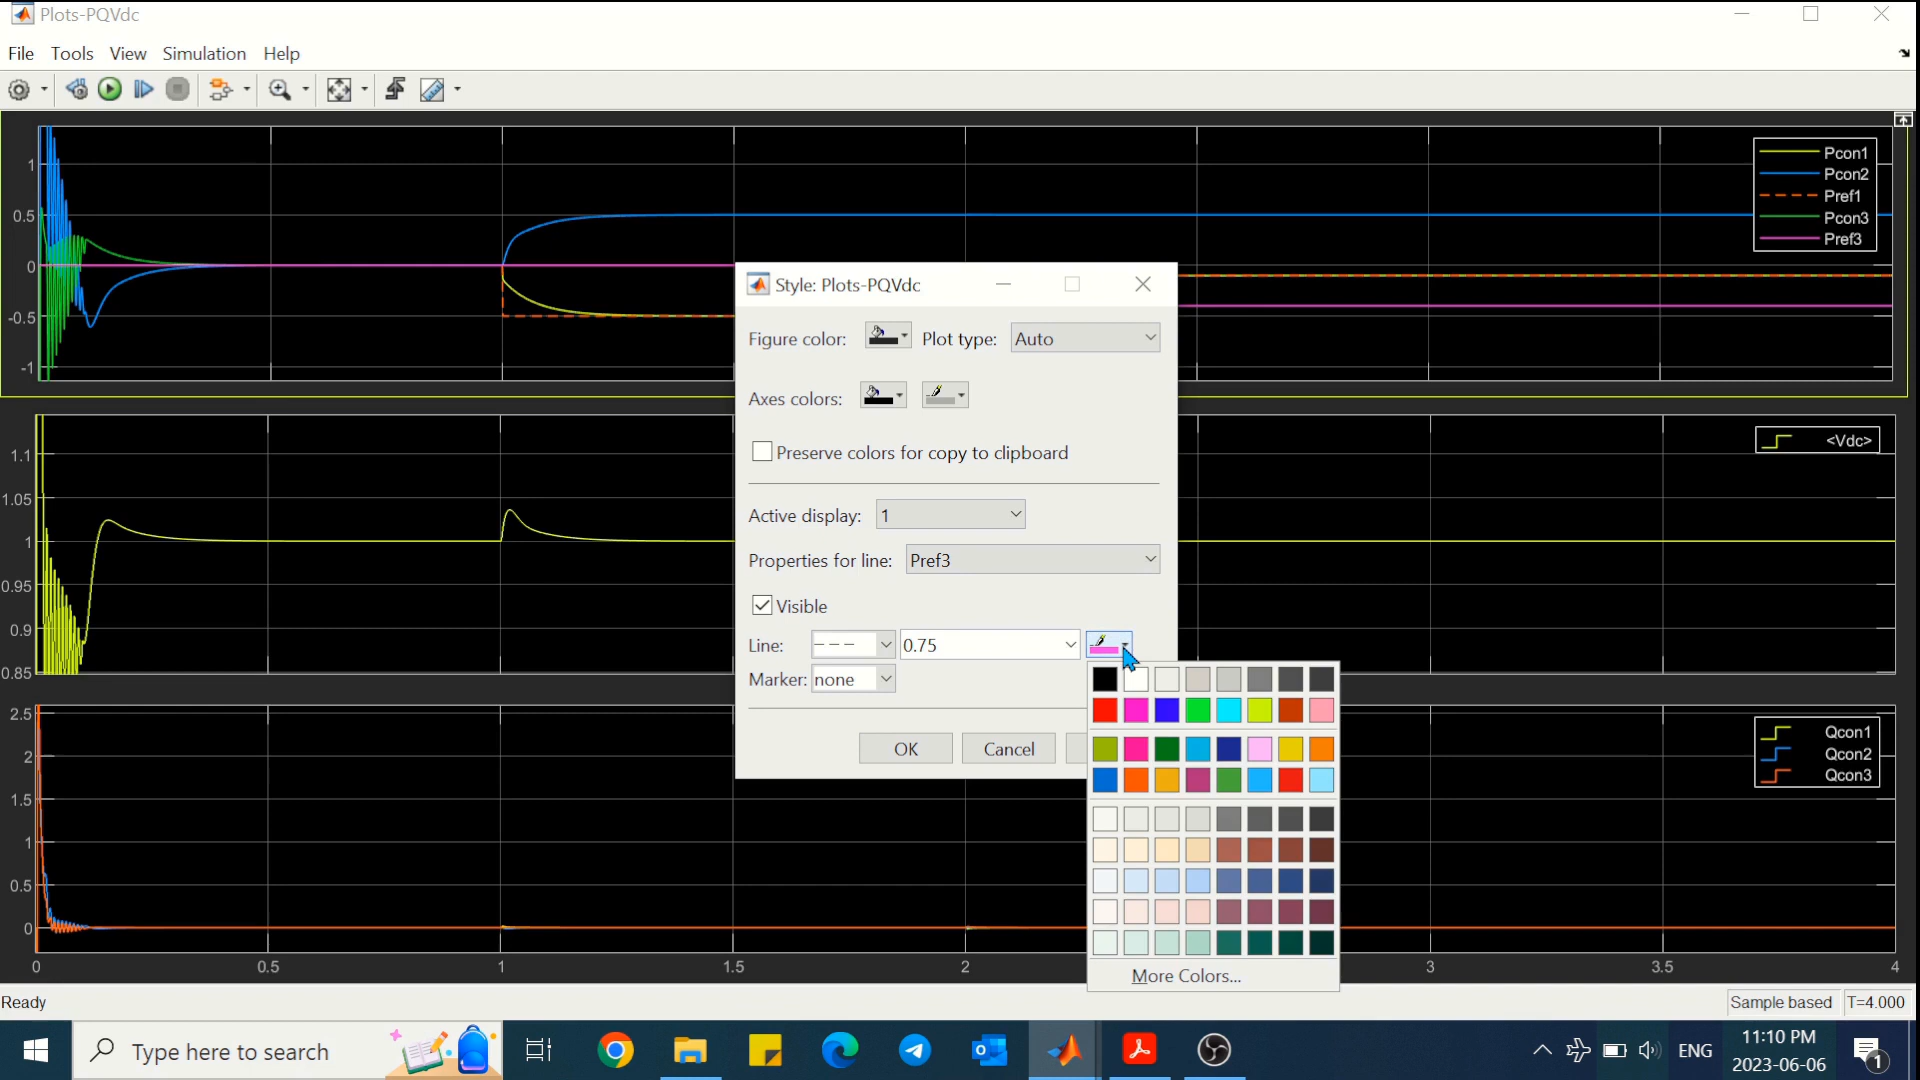 Plots-PQVdc
File Tools View Simulation Help
1
0.5
0
-0.5
-1
Pcon1
Pcon2
Pref1
Pcon3
Pref3
Style: Plots-PQVdc
Figure color: Plot type: Auto
Axes colors:
Preserve colors for copy to clipboard
Active display: 1
Properties for line: Pref3
Visible
Line: 0.75
Marker: none
OK Cancel
More Colors...
1.1
1.05
1
0.95
0.9
0.85
<Vdc>
2.5
2
1.5
1
0.5
0
Qcon1
Qcon2
Qcon3
0 0.5 1 1.5 2 3 3.5 4
Ready
Sample based T=4.000
Type here to search
ENG
11:10 PM
2023-06-06
1